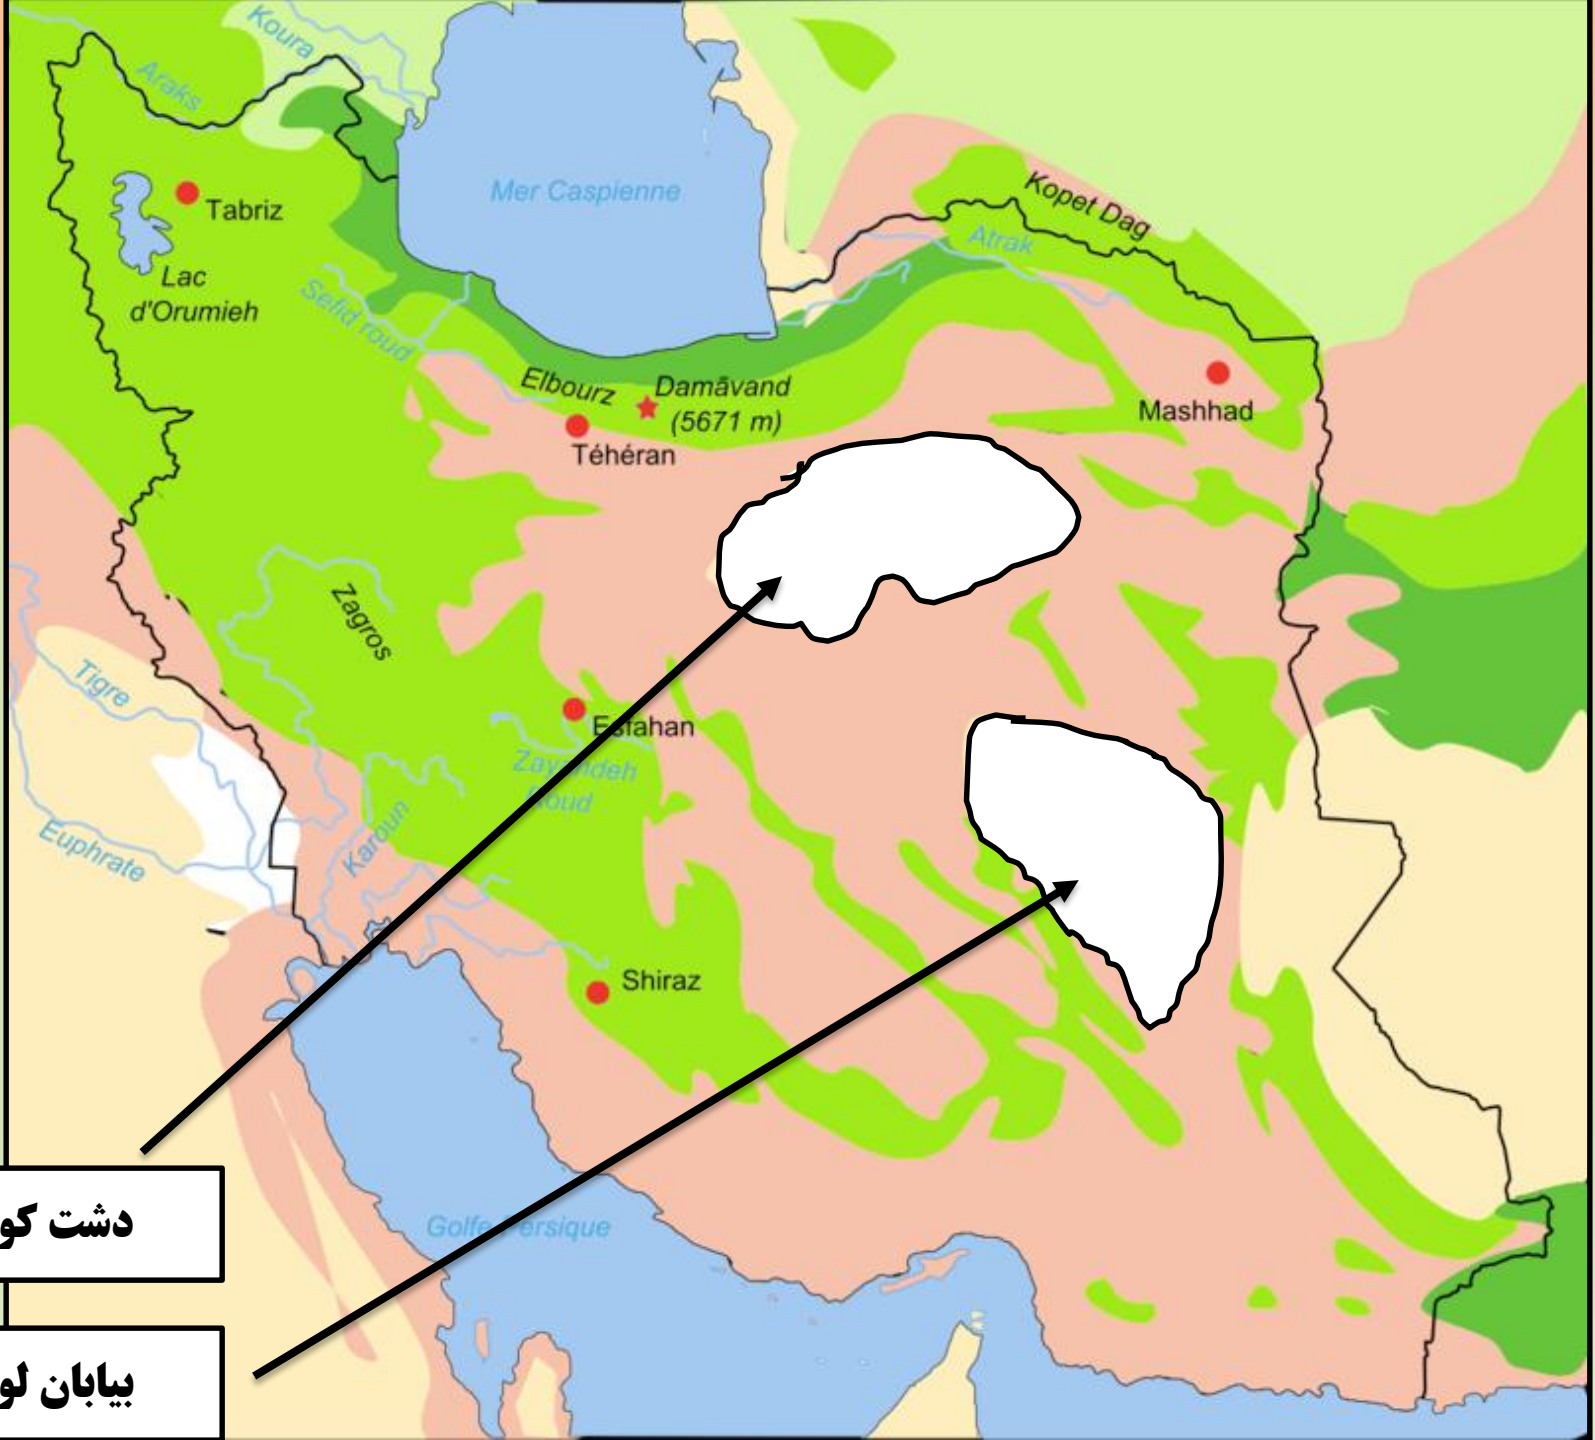 Koura
Araks
Mer Caspienne
Tabriz
Lac
d'Orumieh
Sefid roud
Kopet Dag
Atrak
Elbourz
Damāvand
(5671 m)
Téhéran
Mashhad
Zagros
Tigre
Esfahan
Zayandeh
Roud
Euphrate
Karoun
Shiraz
Golfe Persique
دشت کو
بیابان لو